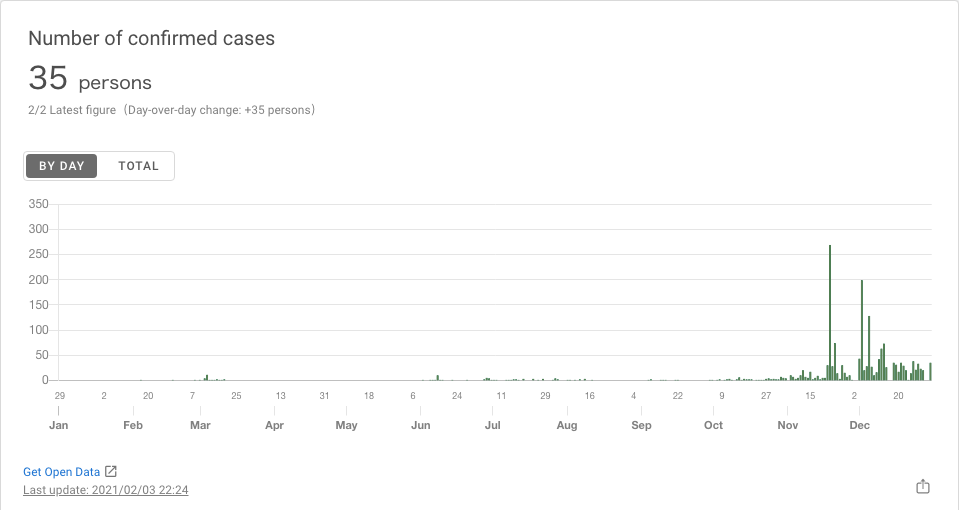 Number of confirmed cases
35 persons
2/2 Latest figure（Day-over-day change: +35 persons）
BY DAY TOTAL
350
300
250
200
150
100
50
0
29 2 20 7 25 13 31 18 6 24 11 29 16 4 22 9 27 15 2 20
Jan Feb Mar Apr May Jun Jul Aug Sep Oct Nov Dec
Get Open Data
Last update: 2021/02/03 22:24